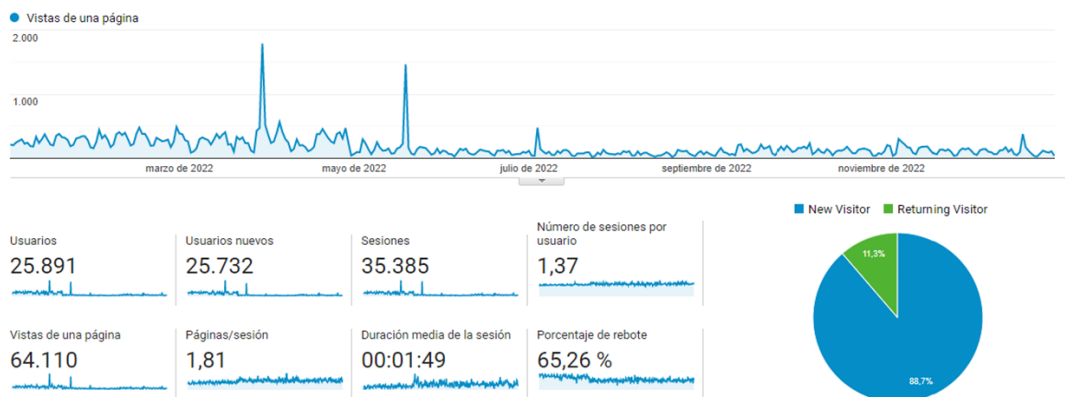 Vistas de una página
2.000
1.000
marzo de 2022
mayo de 2022
julio de 2022
septiembre de 2022
noviembre de 2022
New Visitor
Returning Visitor
Usuarios
25.891
Usuarios nuevos
25.732
Sesiones
35.385
Número de sesiones por
usuario
1,37
11,3%
Vistas de una página
64.110
Páginas/sesión
1,81
Duración media de la sesión
00:01:49
Porcentaje de rebote
65,26 %
88,7%